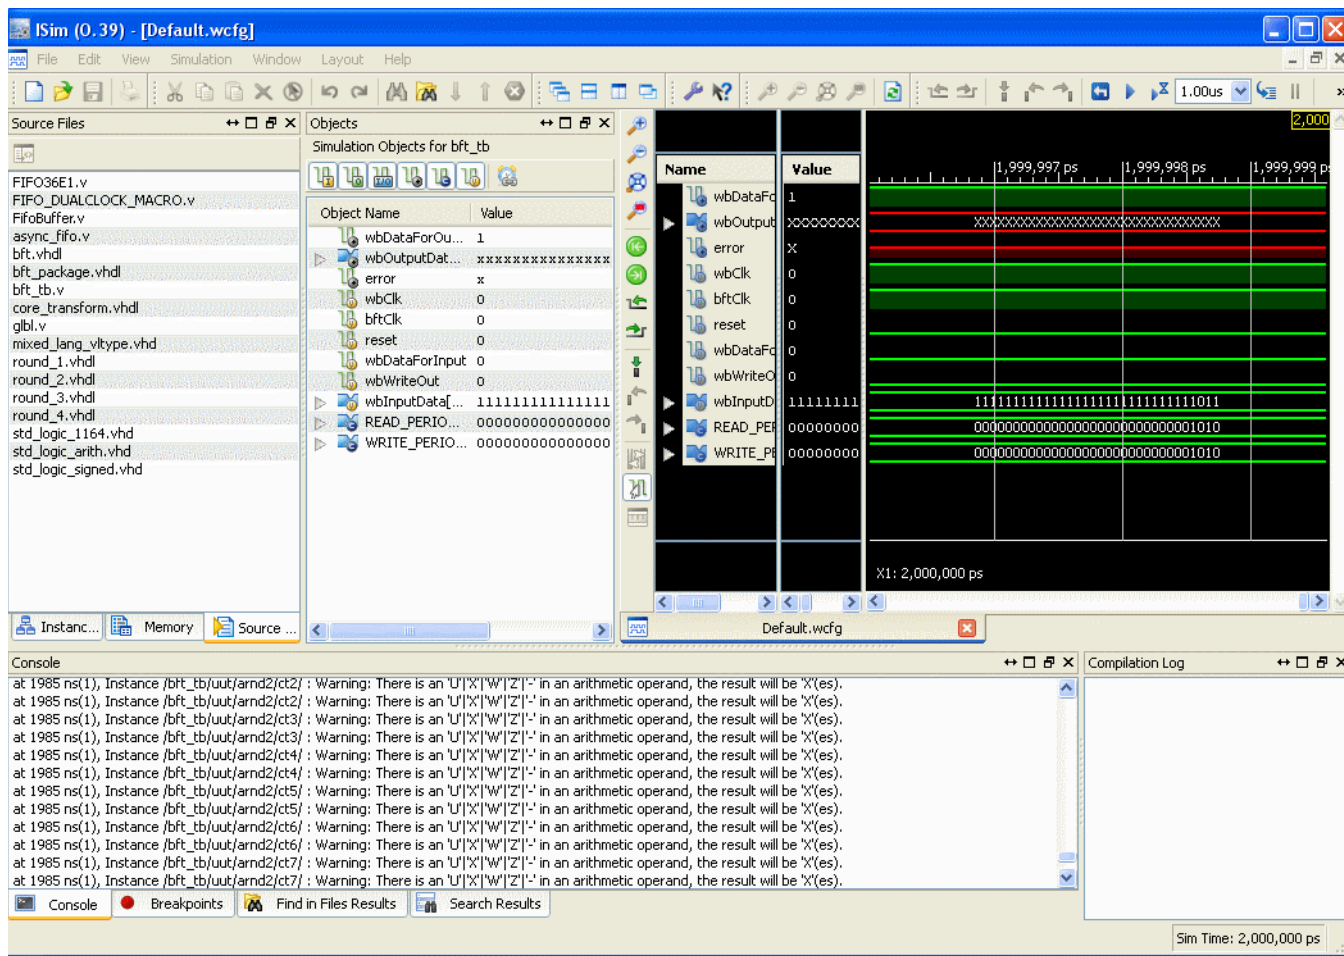 ISim (0.39) - [Default.wcfg]
File Edit View Simulation Window Layout Help
1.00us
Source Files
FIFO36E1.v
FIFO_DUALCLOCK_MACRO.v
FifoBuffer.v
async_fifo.v
bft.vhdl
bft_package.vhdl
bft_tb.v
core_transform.vhdl
glbl.v
mixed_lang_vltype.vhd
round_1.vhdl
round_2.vhdl
round_3.vhdl
round_4.vhdl
std_logic_1164.vhd
std_logic_arith.vhd
std_logic_signed.vhd
Instanc... Memory Source ...
Objects
Simulation Objects for bft_tb
Object Name Value
wbDataForOu... 1
wbOutputDat... xxxxxxxxxxxxxxx
error x
wbClk 0
bftClk 0
reset 0
wbDataForInput 0
wbWriteOut 0
wbInputData[... 111111111111111
READ_PERIO... 000000000000000
WRITE_PERIO... 000000000000000
2,000
Name Value
1,999,997 ps 1,999,998 ps 1,999,999 p
wbDataFo 1
wbOutput XXXXXXXX XXXXXXXXXXXXXXXXXXXXXXXXXXXXXXXX
error X
wbClk 0
bftClk 0
reset 0
wbDataFo 0
wbWriteO 0
wbInputD 11111111 11111111111111111111111111111011
READ_PER 00000000 00000000000000000000000000001010
WRITE_PE 00000000 00000000000000000000000000001010
X1: 2,000,000 ps
Default.wcfg
Console
at 1985 ns(1), Instance /bft_tb/uut/arnd2/ct2/ : Warning: There is an 'U'|'X'|'W'|'Z'|'-' in an arithmetic operand, the result will be 'X'(es).
at 1985 ns(1), Instance /bft_tb/uut/arnd2/ct2/ : Warning: There is an 'U'|'X'|'W'|'Z'|'-' in an arithmetic operand, the result will be 'X'(es).
at 1985 ns(1), Instance /bft_tb/uut/arnd2/ct3/ : Warning: There is an 'U'|'X'|'W'|'Z'|'-' in an arithmetic operand, the result will be 'X'(es).
at 1985 ns(1), Instance /bft_tb/uut/arnd2/ct3/ : Warning: There is an 'U'|'X'|'W'|'Z'|'-' in an arithmetic operand, the result will be 'X'(es).
at 1985 ns(1), Instance /bft_tb/uut/arnd2/ct4/ : Warning: There is an 'U'|'X'|'W'|'Z'|'-' in an arithmetic operand, the result will be 'X'(es).
at 1985 ns(1), Instance /bft_tb/uut/arnd2/ct4/ : Warning: There is an 'U'|'X'|'W'|'Z'|'-' in an arithmetic operand, the result will be 'X'(es).
at 1985 ns(1), Instance /bft_tb/uut/arnd2/ct5/ : Warning: There is an 'U'|'X'|'W'|'Z'|'-' in an arithmetic operand, the result will be 'X'(es).
at 1985 ns(1), Instance /bft_tb/uut/arnd2/ct5/ : Warning: There is an 'U'|'X'|'W'|'Z'|'-' in an arithmetic operand, the result will be 'X'(es).
at 1985 ns(1), Instance /bft_tb/uut/arnd2/ct6/ : Warning: There is an 'U'|'X'|'W'|'Z'|'-' in an arithmetic operand, the result will be 'X'(es).
at 1985 ns(1), Instance /bft_tb/uut/arnd2/ct6/ : Warning: There is an 'U'|'X'|'W'|'Z'|'-' in an arithmetic operand, the result will be 'X'(es).
at 1985 ns(1), Instance /bft_tb/uut/arnd2/ct7/ : Warning: There is an 'U'|'X'|'W'|'Z'|'-' in an arithmetic operand, the result will be 'X'(es).
at 1985 ns(1), Instance /bft_tb/uut/arnd2/ct7/ : Warning: There is an 'U'|'X'|'W'|'Z'|'-' in an arithmetic operand, the result will be 'X'(es).
Console Breakpoints Find in Files Results Search Results
Compilation Log
Sim Time: 2,000,000 ps